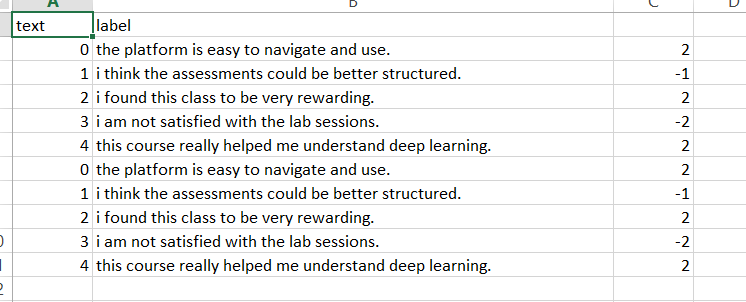 A B C D
text label
0 the platform is easy to navigate and use. 2
1 i think the assessments could be better structured. -1
2 i found this class to be very rewarding. 2
3 i am not satisfied with the lab sessions. -2
4 this course really helped me understand deep learning. 2
0 the platform is easy to navigate and use. 2
1 i think the assessments could be better structured. -1
2 i found this class to be very rewarding. 2
3 i am not satisfied with the lab sessions. -2
4 this course really helped me understand deep learning. 2